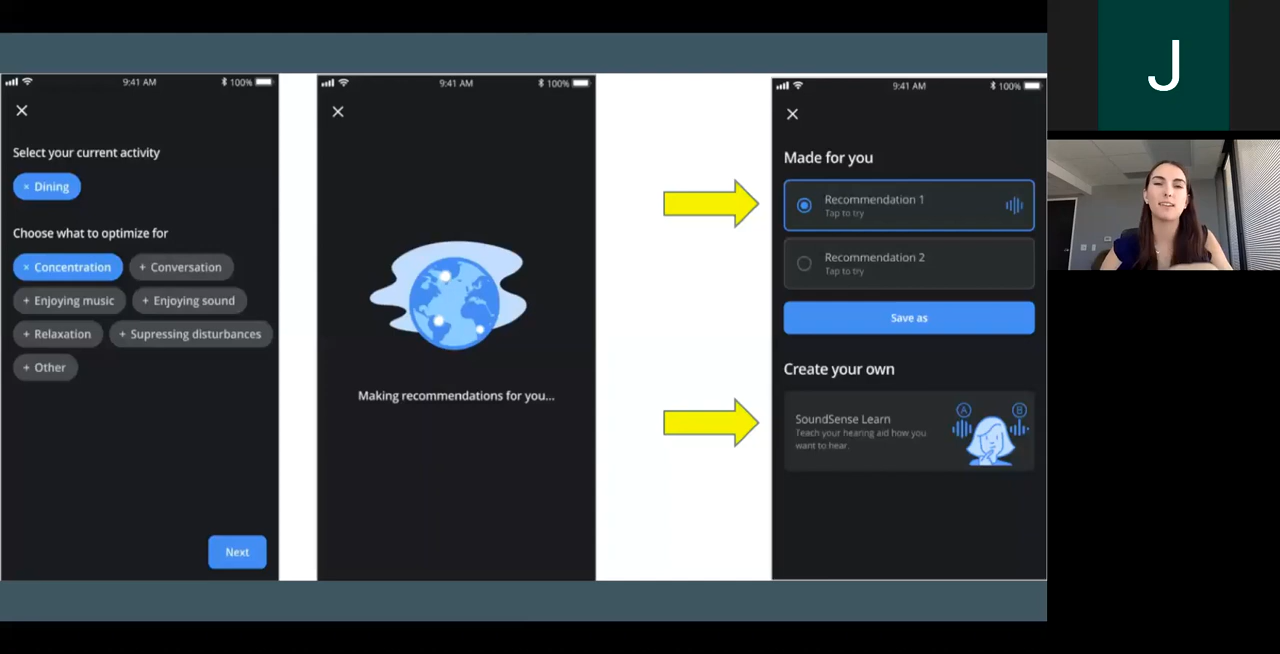 9:41 AM
100%
×
Select your current activity
× Dining
Choose what to optimize for
× Concentration
+ Conversation
+ Enjoying music
+ Enjoying sound
+ Relaxation
+ Supressing disturbances
+ Other
Next
9:41 AM
100%
×
Making recommendations for you...
9:41 AM
100%
×
Made for you
Recommendation 1
Tap to try
Recommendation 2
Tap to try
Save as
Create your own
SoundSense Learn
Teach your hearing aid how you
want to hear.
A
B
J